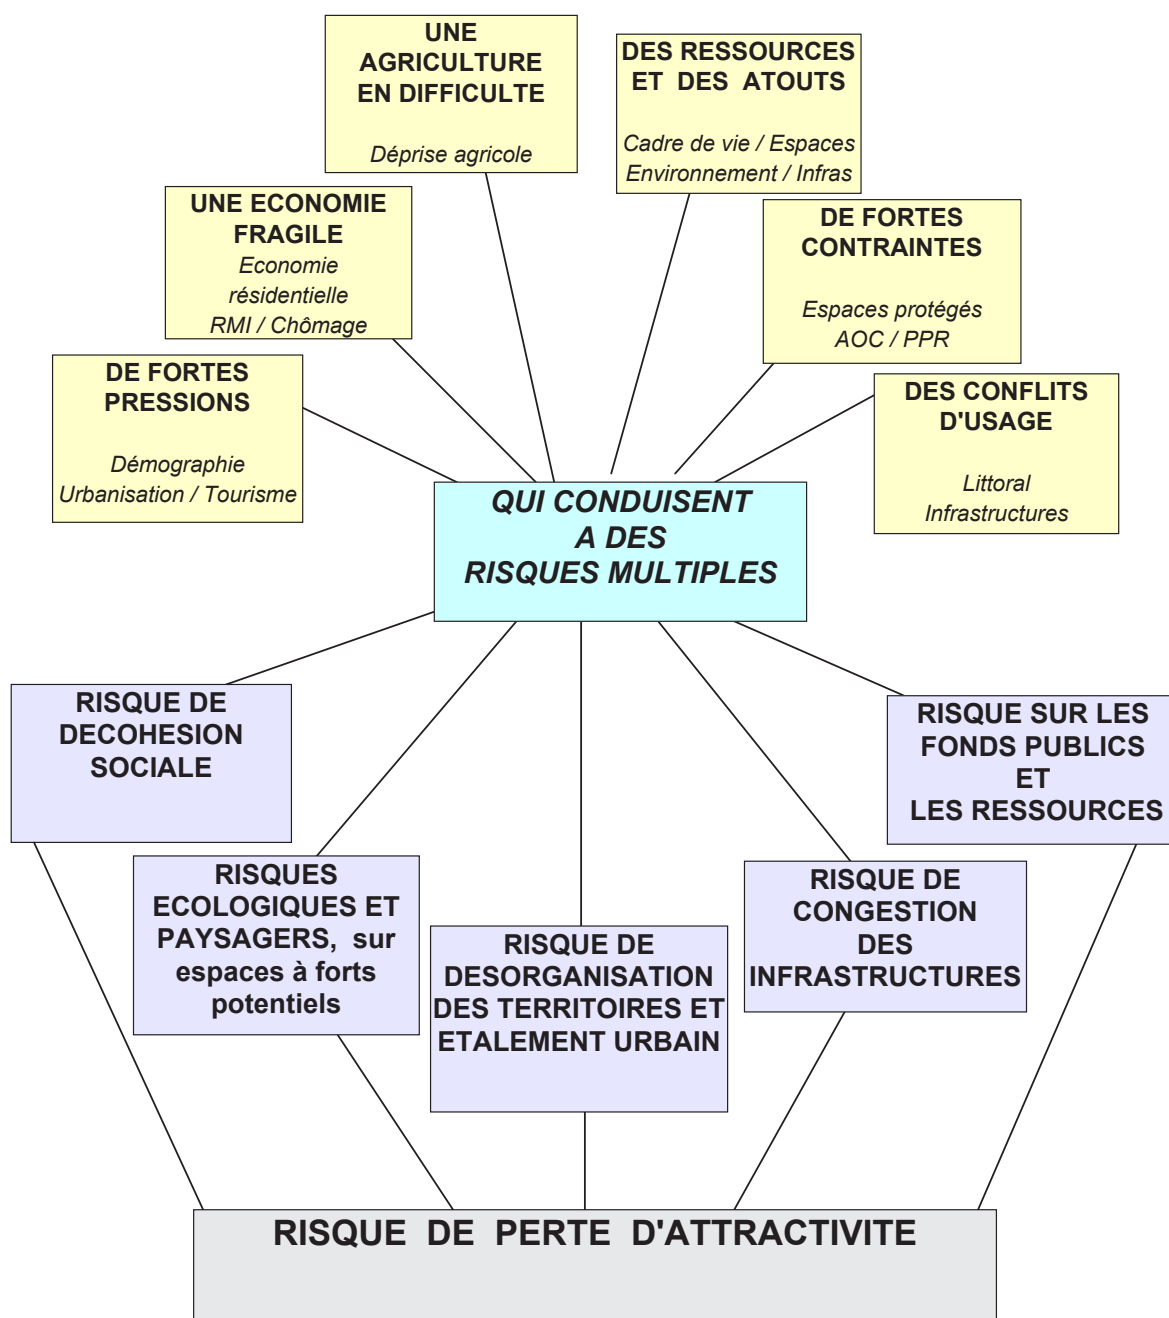 UNE
AGRICULTURE
EN DIFFICULTE
Déprise agricole
DES RESSOURCES
ET DES ATOUTS
Cadre de vie / Espaces
Environnement / Infras
UNE ECONOMIE
FRAGILE
Economie
résidentielle
RMI / Chômage
DE FORTES
CONTRAINTES
Espaces protégés
AOC / PPR
DE FORTES
PRESSIONS
Démographie
Urbanisation / Tourisme
DES CONFLITS
D'USAGE
Littoral
Infrastructures
QUI CONDUISENT
A DES
RISQUES MULTIPLES
RISQUE DE
DECOHESION
SOCIALE
RISQUE SUR LES
FONDS PUBLICS
ET
LES RESSOURCES
RISQUES
ECOLOGIQUES ET
PAYSAGERS, sur
espaces à forts
potentiels
RISQUE DE
DESORGANISATION
DES TERRITOIRES ET
ETALEMENT URBAIN
RISQUE DE
CONGESTION
DES
INFRASTRUCTURES
RISQUE DE PERTE D'ATTRACTIVITE